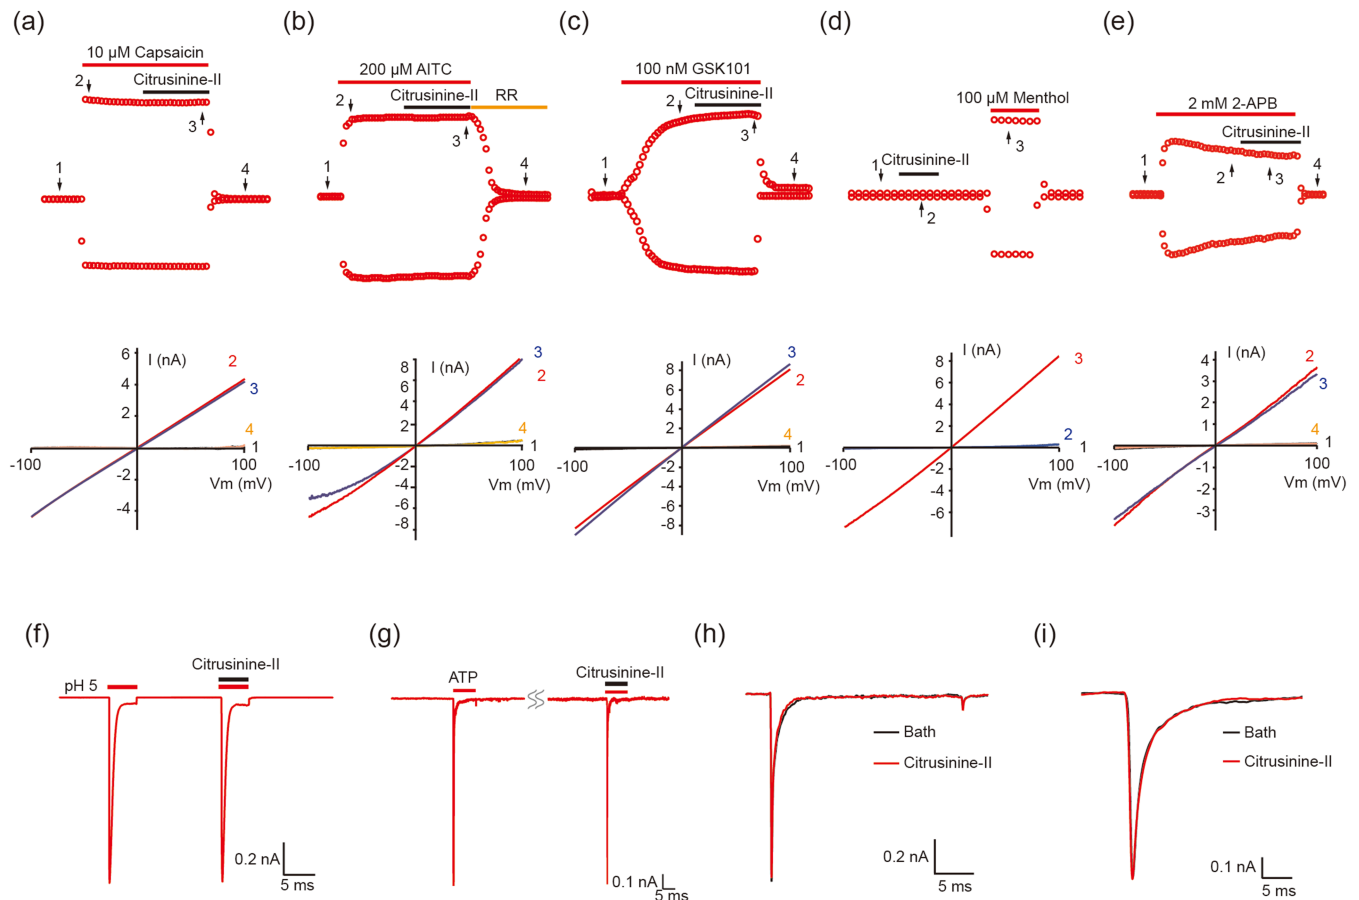 (a)
10 µM Capsaicin
Citrusinine-II
2
3
1
4
(b)
200 µM AITC
Citrusinine-II
RR
2
3
1
4
(c)
100 nM GSK101
Citrusinine-II
2
3
1
4
(d)
100 µM Menthol
3
1
Citrusinine-II
2
(e)
2 mM 2-APB
Citrusinine-II
1
2
3
4
6
4
2
-2
-4
I (nA)
2
3
4
1
-100
100
Vm (mV)
8
6
4
2
-2
-4
-6
-8
I (nA)
3
2
4
1
-100
100
Vm (mV)
8
6
4
2
-2
-4
-6
-8
I (nA)
3
2
4
1
-100
100
Vm (mV)
8
6
4
2
-2
-4
-6
I (nA)
3
2
1
-100
100
Vm (mV)
4
3
2
1
-1
-2
-3
I (nA)
2
3
4
1
-100
100
Vm (mV)
(f)
pH 5
Citrusinine-II
0.2 nA
5 ms
(g)
ATP
Citrusinine-II
0.1 nA
5 ms
(h)
Bath
Citrusinine-II
0.2 nA
5 ms
(i)
Bath
Citrusinine-II
0.1 nA
5 ms